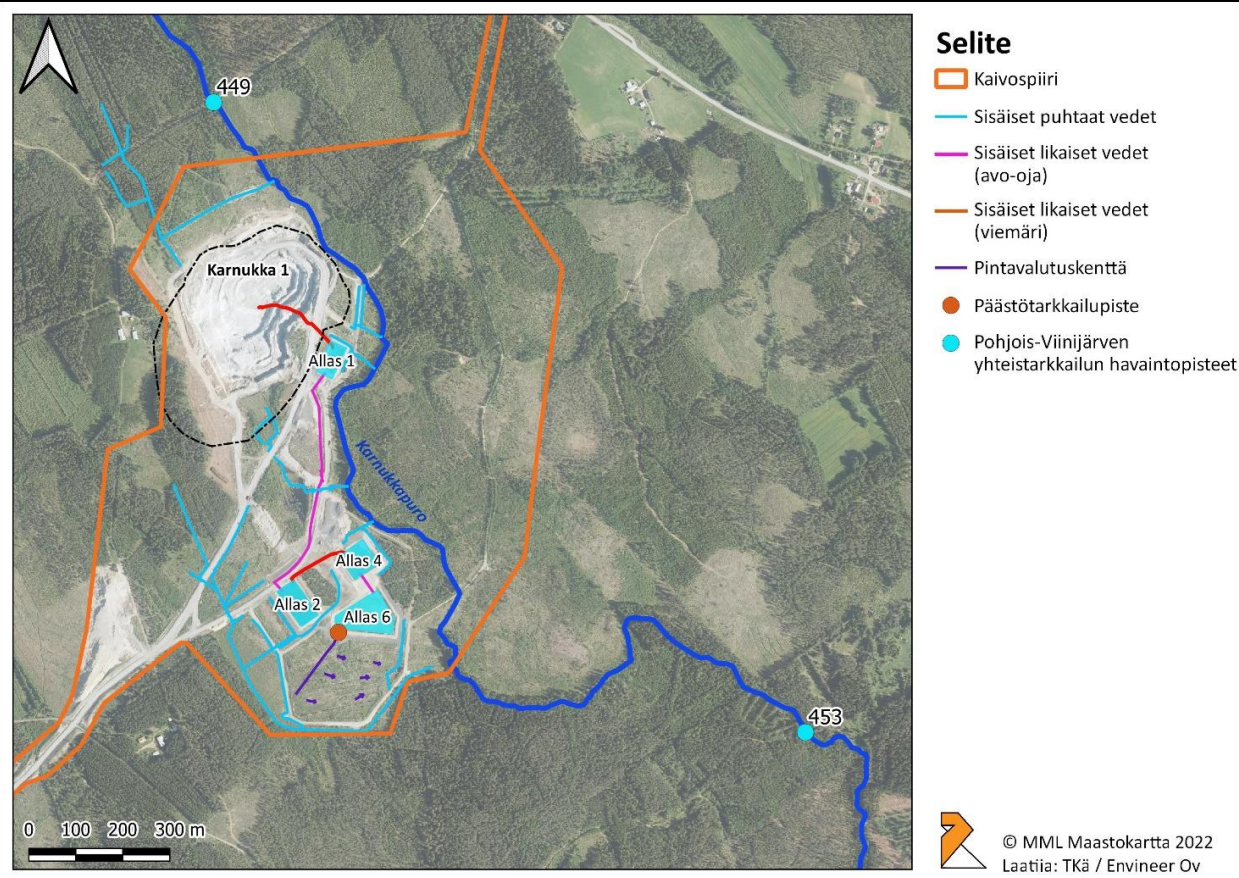 449
Karnukka 1
Allas 1
Karnukkapuro
Allas 4
Allas 2
Allas 6
453
0 100 200 300 m
Selite
Kaivospiiri
Sisäiset puhtaat vedet
Sisäiset likaiset vedet
(avo-oja)
Sisäiset likaiset vedet
(viemäri)
Pintavalutuskenttä
Päästötarkkailupiste
Pohjois-Viinijärven
yhteistarkkailun havaintopisteet
© MML Maastokartta 2022
Laatija: TKä / Envineer Oy